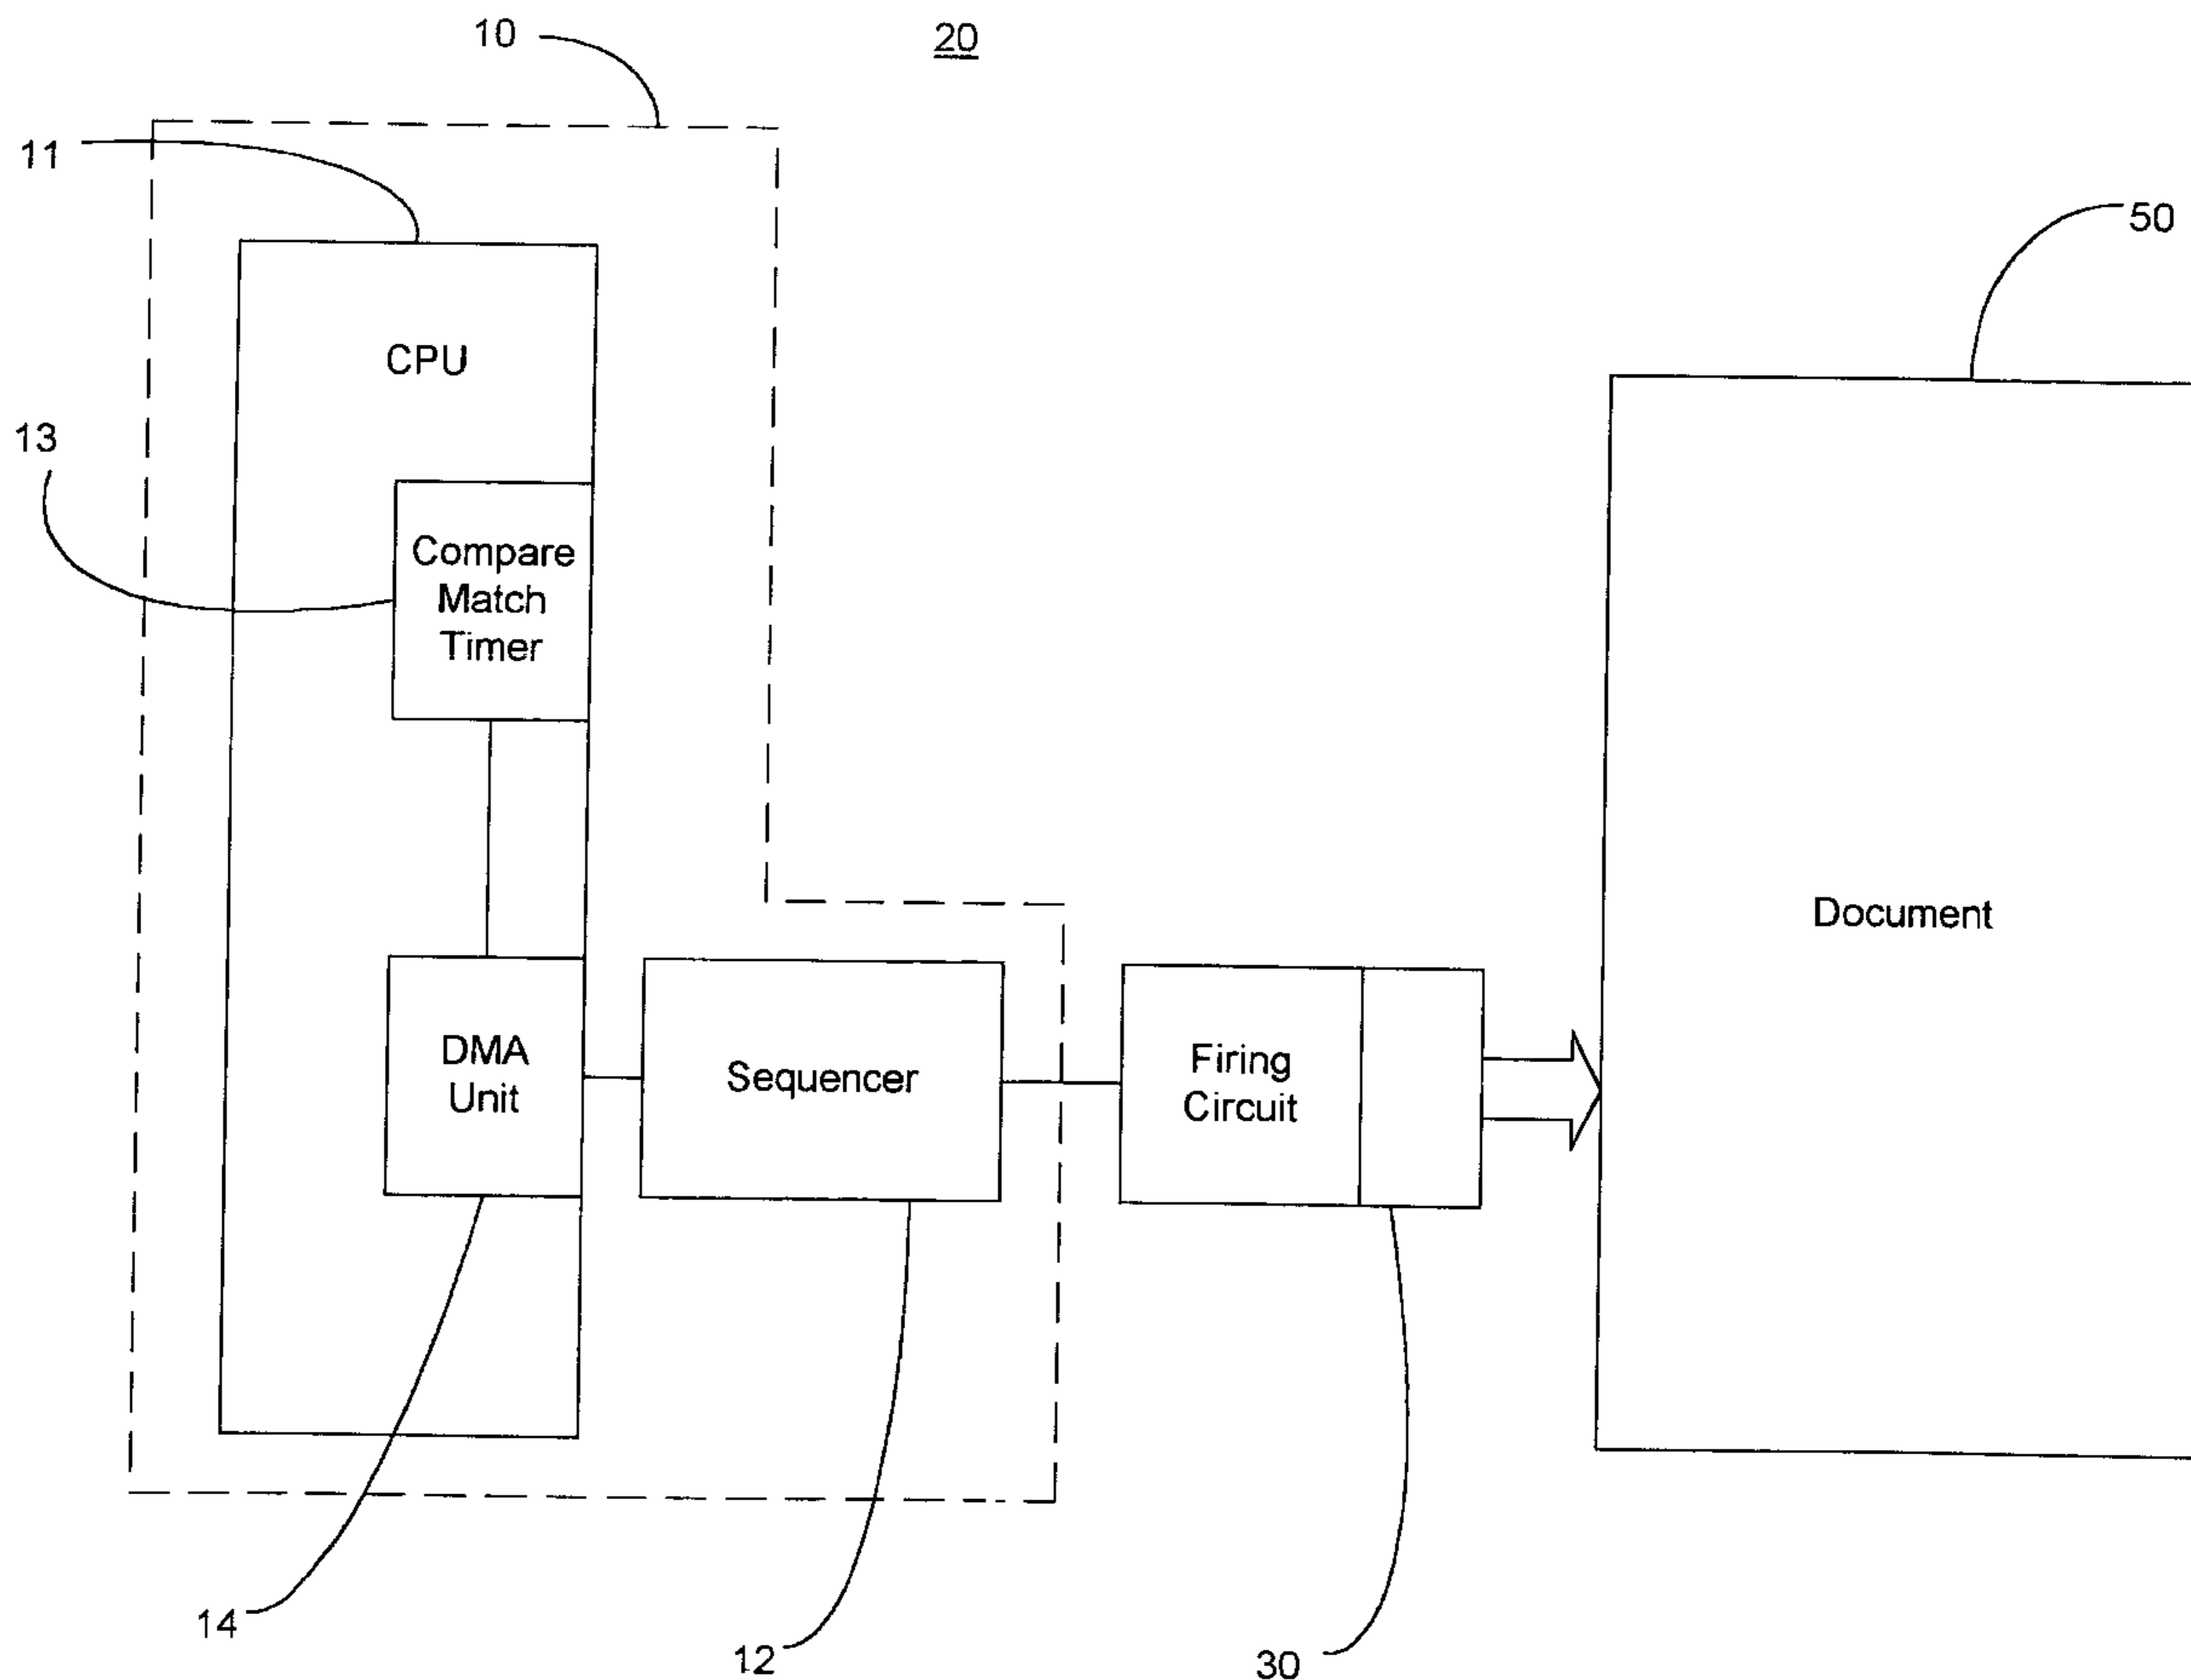 10
20
11
50
CPU
13
Compare
Match
Timer
Document
DMA
Unit
Sequencer
Firing
Circuit
14
12
30